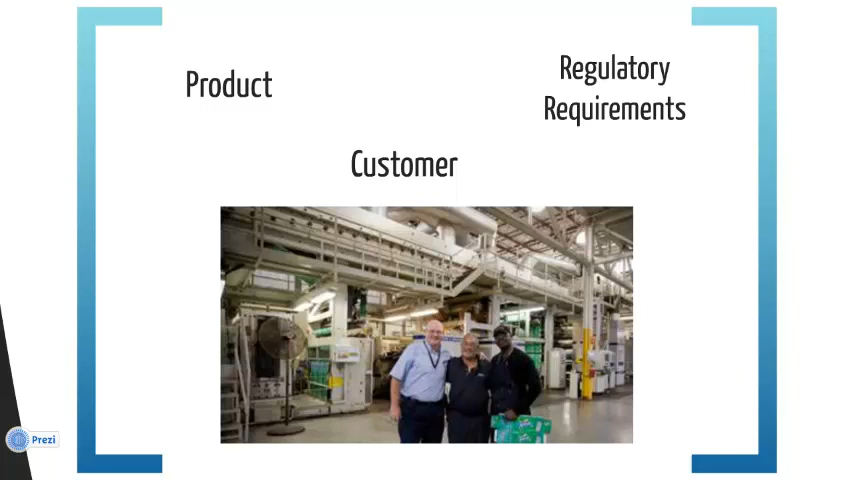 Product
Regulatory
Requirements
Customer
Prezi